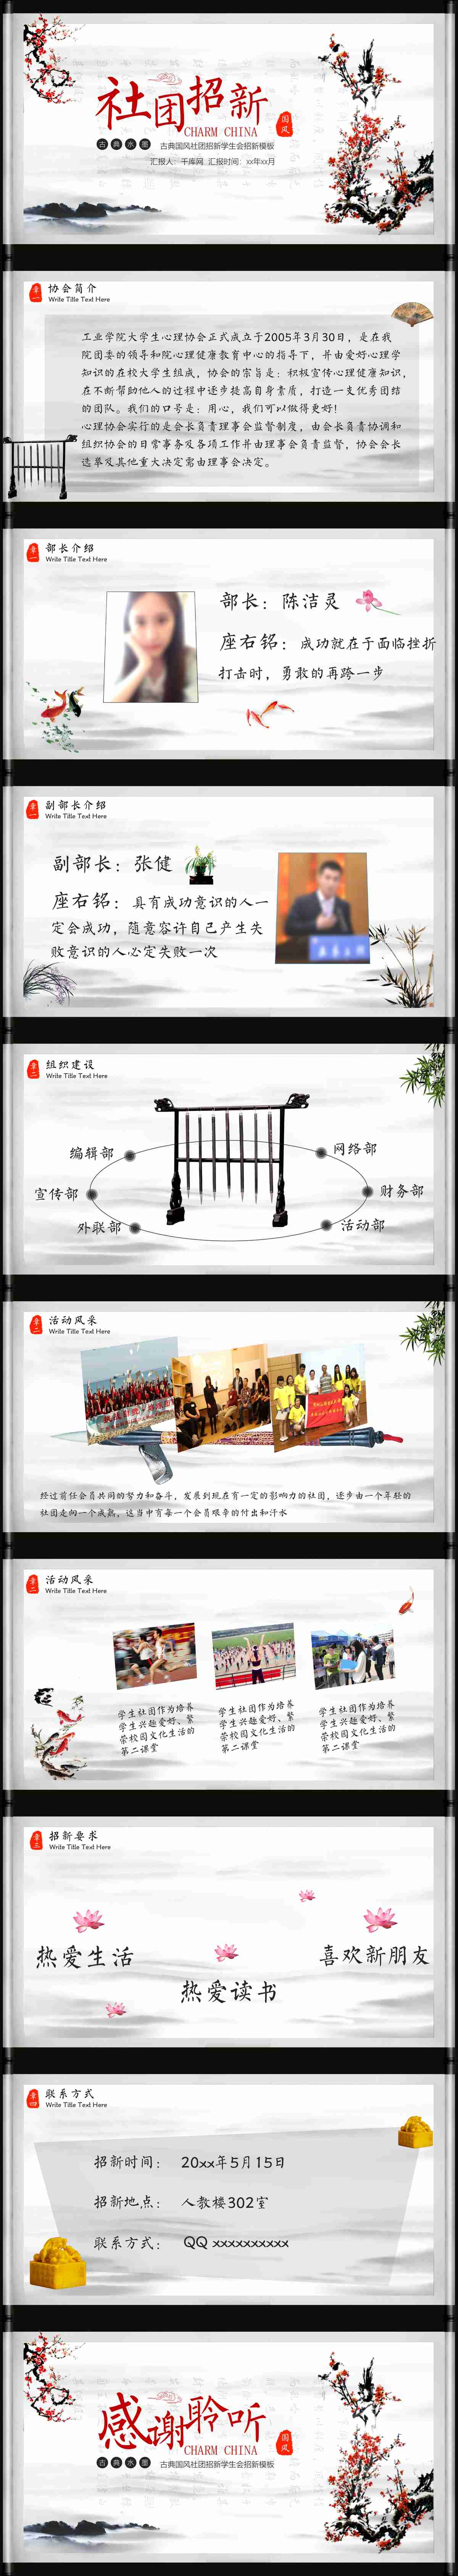 社团招新
CHARM CHINA
国风
古典水墨
古典国风社团招新学生会招新模板
汇报人：千库网 汇报时间：xx年xx月
章一
协会简介
Write Title Text Here
工业学院大学生心理协会正式成立于2005年3月30日，是在我
院团委的领导和院心理健康教育中心的指导下，并由爱好心理学
知识的在校大学生组成，协会的宗旨是：积极宣传心理健康知识，
在不断帮助他人的过程中逐步提高自身素质，打造一支优秀团结
的团队。我们的口号是：用心，我们可以做得更好！
心理协会实行的是会长负责理事会监督制度，由会长负责协调和
组织协会的日常事务及各项工作并由理事会负责监督，协会会长
选举及其他重大决定需由理事会决定。
章一
部长介绍
Write Title Text Here
部长：陈洁灵
座右铭：成功就在于面临挫折
打击时，勇敢的再跨一步
章一
副部长介绍
Write Title Text Here
副部长：张健
座右铭：具有成功意识的人一
定会成功，随意容许自己产生失
败意识的人必定失败一次
章二
组织建设
Write Title Text Here
编辑部
网络部
宣传部
财务部
外联部
活动部
章二
活动风采
Write Title Text Here
经过前任会员共同的努力和奋斗，发展到现在有一定的影响力的社团，逐步由一个年轻的
社团走向一个成熟，这当中有每一个会员艰辛的付出和汗水
章二
活动风采
Write Title Text Here
学生社团作为培养
学生兴趣爱好、繁
荣校园文化生活的
第二课堂
学生社团作为培养
学生兴趣爱好、繁
荣校园文化生活的
第二课堂
学生社团作为培养
学生兴趣爱好、繁
荣校园文化生活的
第二课堂
章三
招新要求
Write Title Text Here
热爱生活
喜欢新朋友
热爱读书
章四
联系方式
Write Title Text Here
招新时间： 20xx年5月15日
招新地点： 人教楼302室
联系方式： QQ xxxxxxxxxx
感谢聆听
CHARM CHINA
国风
古典水墨
古典国风社团招新学生会招新模板